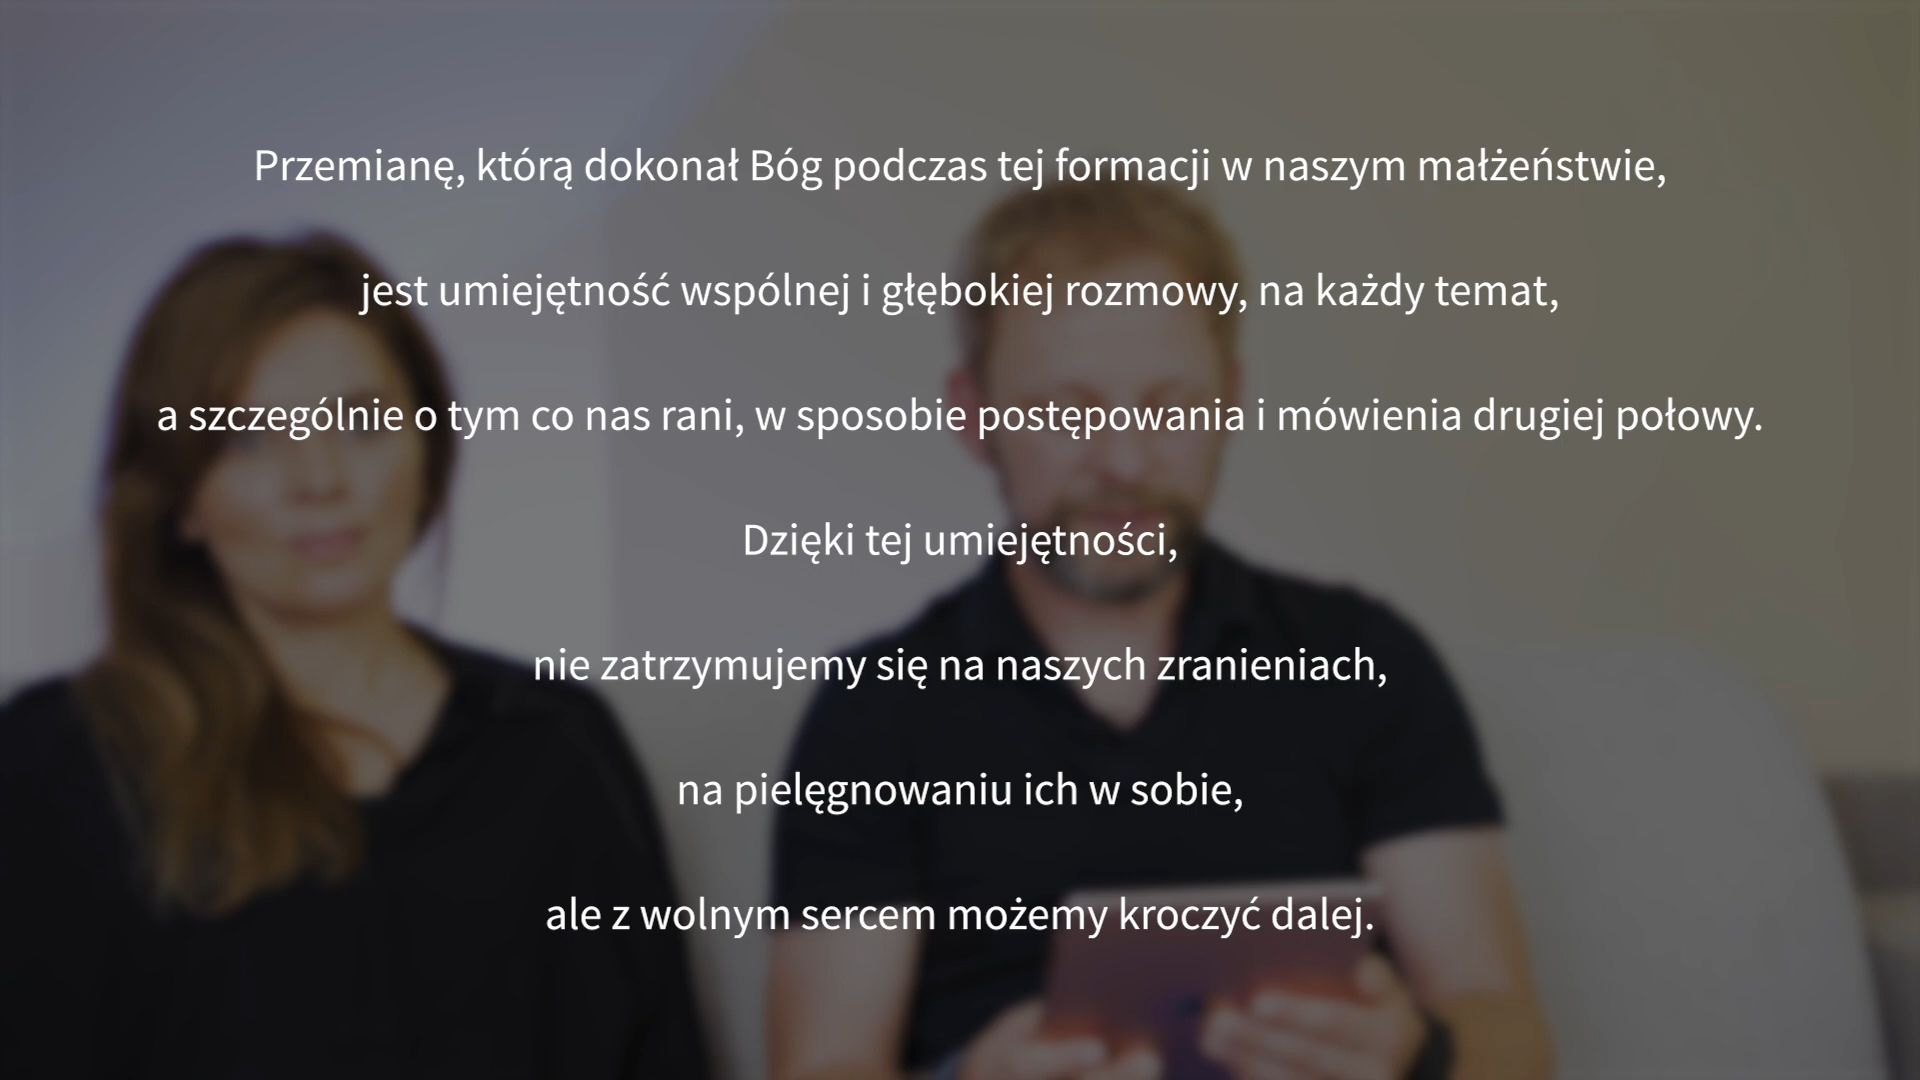 Przemianę, którą dokonał Bóg podczas tej formacji w naszym małżeństwie,
jest umiejętność wspólnej i głębokiej rozmowy, na każdy temat,
a szczególnie o tym co nas rani, w sposobie postępowania i mówienia drugiej połowy.
Dzięki tej umiejętności,
nie zatrzymujemy się na naszych zranieniach,
na pielęgnowaniu ich w sobie,
ale z wolnym sercem możemy kroczyć dalej.